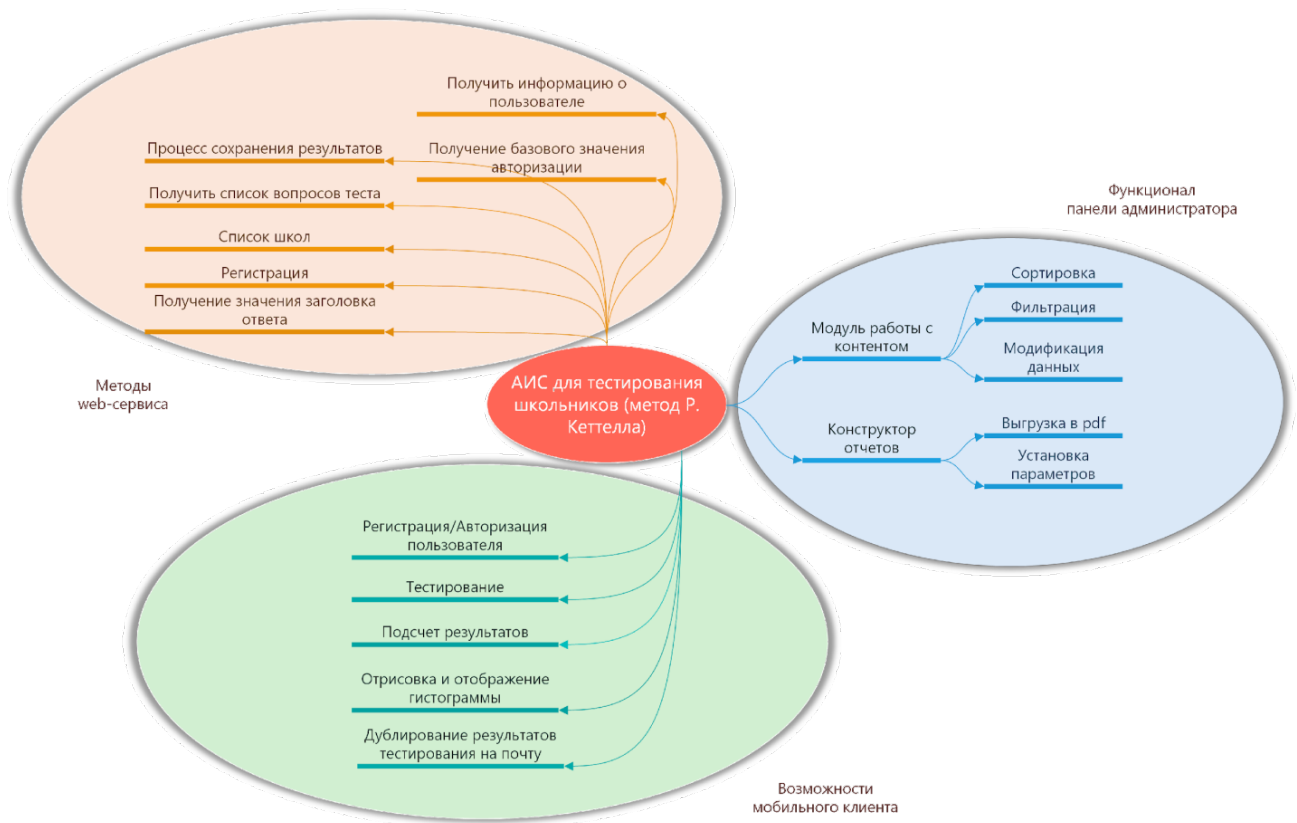 Получить информацию о
пользователе
Процесс сохранения результатов
Получение базового значения
авторизации
Получить список вопросов теста
Список школ
Регистрация
Получение значения заголовка
ответа
Методы
web-сервиса
АИС для тестирования
школьников (метод Р.
Кеттелла)
Функционал
панели администратора
Модуль работы с
контентом
Сортировка
Фильтрация
Модификация
данных
Конструктор
отчетов
Выгрузка в pdf
Установка
параметров
Регистрация/Авторизация
пользователя
Тестирование
Подсчет результатов
Отрисовка и отображение
гистограммы
Дублирование результатов
тестирования на почту
Возможности
мобильного клиента